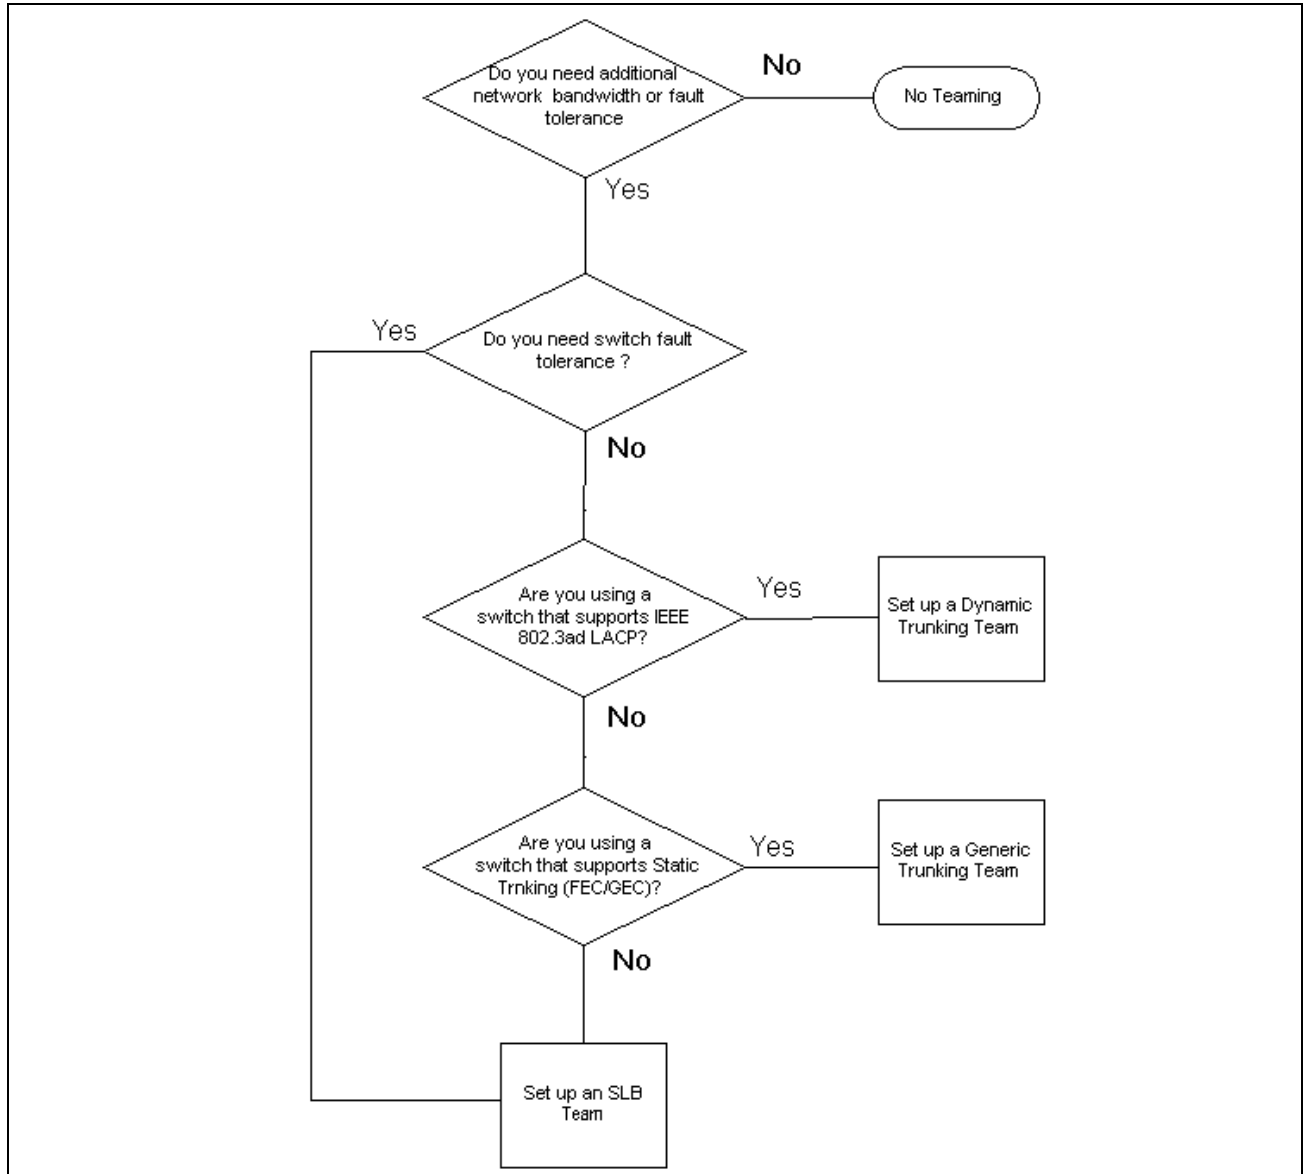 Do you need additional
network bandwidth or fault
tolerance
No
No Teaming
Yes
Yes
Do you need switch fault
tolerance ?
No
Are you using a
switch that supports IEEE
802.3ad LACP?
Yes
Set up a Dynamic
Trunking Team
No
Are you using a
switch that supports Static
Trnking (FEC/GEC)?
Yes
Set up a Generic
Trunking Team
No
Set up an SLB
Team